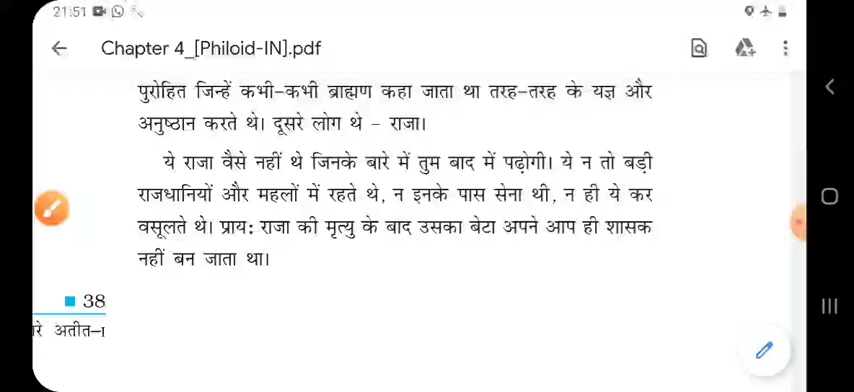 21:51
Chapter 4_[Philoid-IN].pdf
पुरोहित जिन्हें कभी-कभी ब्राह्मण कहा जाता था तरह-तरह के यज्ञ और
अनुष्ठान करते थे। दूसरे लोग थे - राजा।
ये राजा वैसे नहीं थे जिनके बारे में तुम बाद में पढ़ोगी। ये न तो बड़ी
राजधानियों और महलों में रहते थे, न इनके पास सेना थी, न ही ये कर
वसूलते थे। प्राय: राजा की मृत्यु के बाद उसका बेटा अपने आप ही शासक
नहीं बन जाता था।
38
रे अतीत–I